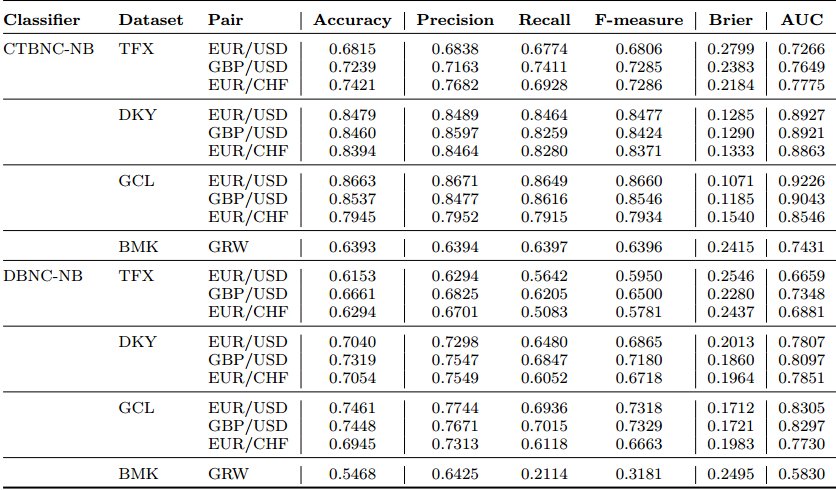 Classifier Dataset Pair Accuracy Precision Recall F-measure Brier AUC
CTBNC-NB TFX EUR/USD 0.6815 0.6838 0.6774 0.6806 0.2799 0.7266
GBP/USD 0.7239 0.7163 0.7411 0.7285 0.2383 0.7649
EUR/CHF 0.7421 0.7682 0.6928 0.7286 0.2184 0.7775
DKY EUR/USD 0.8479 0.8489 0.8464 0.8477 0.1285 0.8927
GBP/USD 0.8460 0.8597 0.8259 0.8424 0.1290 0.8921
EUR/CHF 0.8394 0.8464 0.8280 0.8371 0.1333 0.8863
GCL EUR/USD 0.8663 0.8671 0.8649 0.8660 0.1071 0.9226
GBP/USD 0.8537 0.8477 0.8616 0.8546 0.1185 0.9043
EUR/CHF 0.7945 0.7952 0.7915 0.7934 0.1540 0.8546
BMK GRW 0.6393 0.6394 0.6397 0.6396 0.2415 0.7431
DBNC-NB TFX EUR/USD 0.6153 0.6294 0.5642 0.5950 0.2546 0.6659
GBP/USD 0.6661 0.6825 0.6205 0.6500 0.2280 0.7348
EUR/CHF 0.6294 0.6701 0.5083 0.5781 0.2437 0.6881
DKY EUR/USD 0.7040 0.7298 0.6480 0.6865 0.2013 0.7807
GBP/USD 0.7319 0.7547 0.6847 0.7180 0.1860 0.8097
EUR/CHF 0.7054 0.7549 0.6052 0.6718 0.1964 0.7851
GCL EUR/USD 0.7461 0.7744 0.6936 0.7318 0.1712 0.8305
GBP/USD 0.7448 0.7671 0.7015 0.7329 0.1721 0.8297
EUR/CHF 0.6945 0.7313 0.6118 0.6663 0.1983 0.7730
BMK GRW 0.5468 0.6425 0.2114 0.3181 0.2495 0.5830